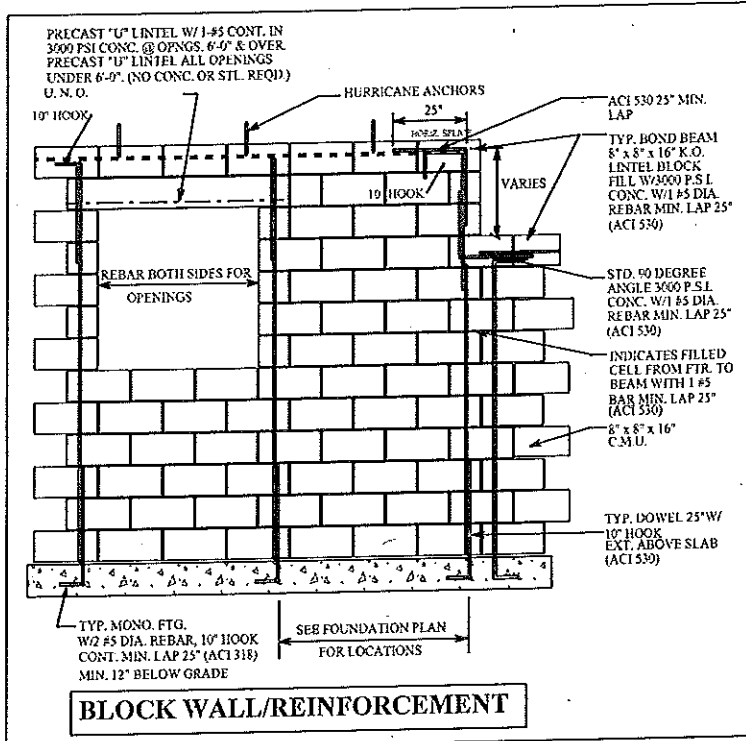 PRECAST "U" LINTEL W/ 1-#5 CONT. IN
3000 PSI CONC. @ OPNGS. 6'-0" & OVER
PRECAST "U" LINTEL ALL OPENINGS
UNDER 6'-0". (NO CONC. OR STL. REQD.)
U. N. O.
10" HOOK
HURRICANE ANCHORS
25"
HORIZ. SPLICE
10" HOOK
VARIES
ACI 530 25" MIN.
LAP
TYP. BOND BEAM
8" x 8" x 16" K.O.
LINTEL BLOCK
FILL W/3000 P.S.I.
CONC. W/1 #5 DIA.
REBAR MIN. LAP 25"
(ACI 530)
REBAR BOTH SIDES FOR
OPENINGS
STD. 90 DEGREE
ANGLE 3000 P.S.I.
CONC. W/1 #5 DIA.
REBAR MIN. LAP 25"
(ACI 530)
INDICATES FILLED
CELL FROM FTR. TO
BEAM WITH 1 #5
BAR MIN. LAP 25"
(ACI 530)
8" x 8" x 16"
C.M.U.
TYP. DOWEL 25"W/
10" HOOK
EXT. ABOVE SLAB
(ACI 530)
TYP. MONO. FTG.
W/2 #5 DIA. REBAR, 10" HOOK
CONT. MIN. LAP 25" (ACI 318)
MIN. 12" BELOW GRADE
SEE FOUNDATION PLAN
FOR LOCATIONS
BLOCK WALL/REINFORCEMENT